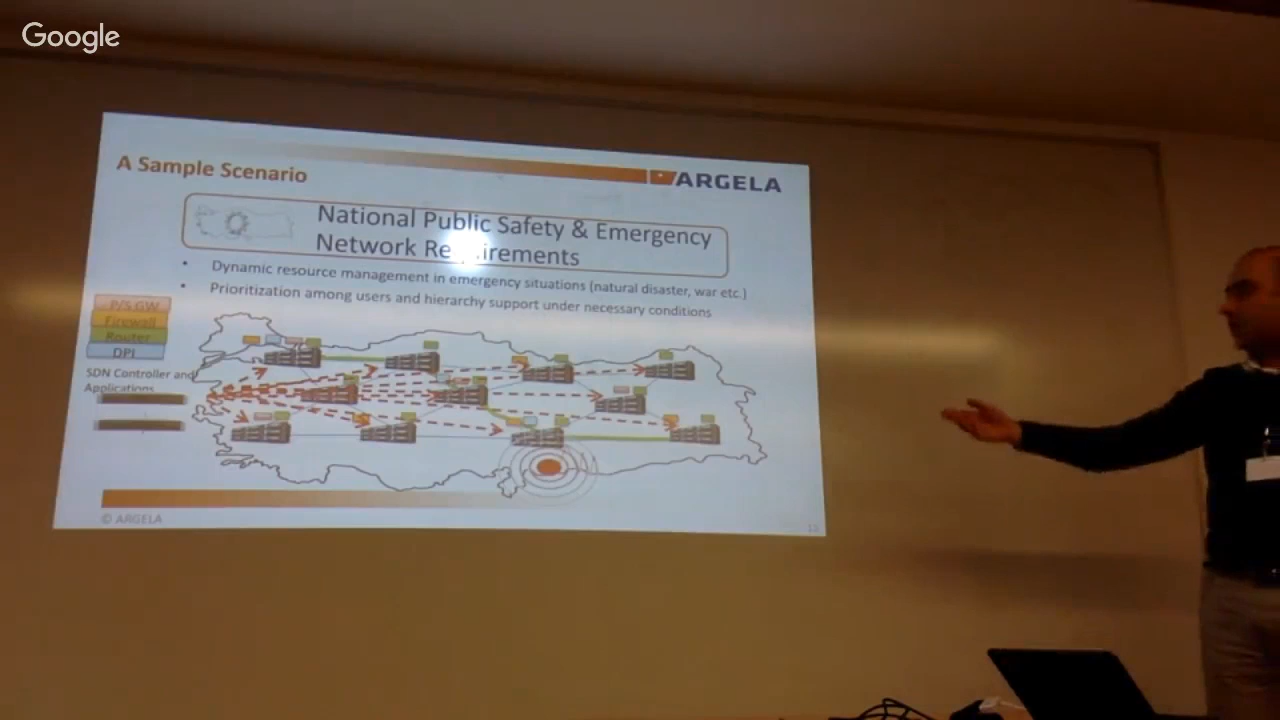 Google
A Sample Scenario
ARGELA
National Public Safety & Emergency
Network Requirements
• Dynamic resource management in emergency situations (natural disaster, war etc.)
• Prioritization among users and hierarchy support under necessary conditions
P/S GW
Firewall
Router
DPI
SDN Controller and
Applications
© ARGELA